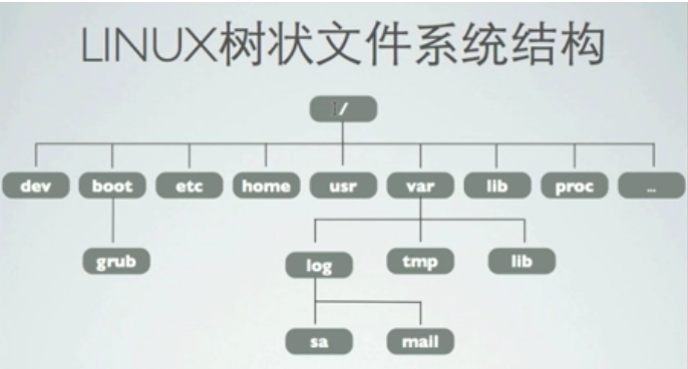 LINUX树状文件系统结构
/
dev boot etc home usr var lib proc ...
grub log tmp lib
sa mail